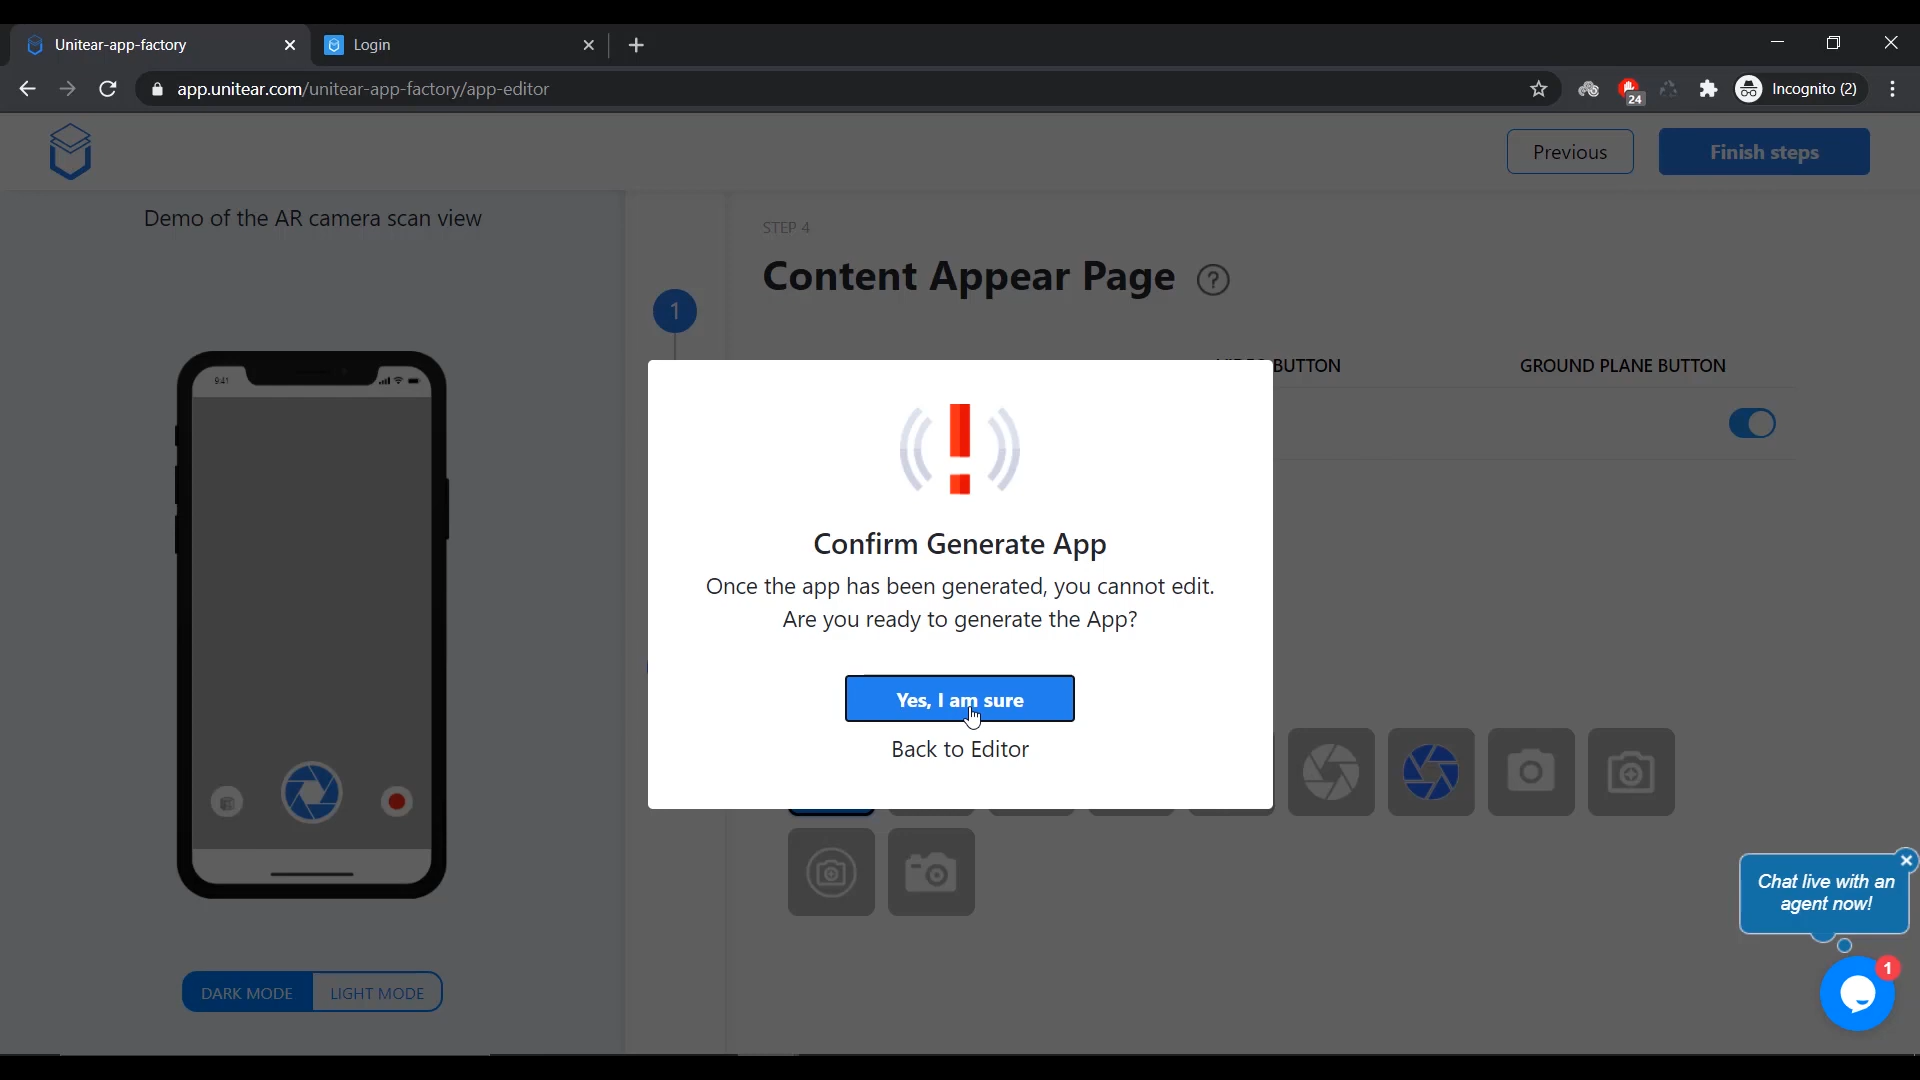 Unitear-app-factory
Login
app.unitear.com/unitear-app-factory/app-editor
24
Incognito (2)
Previous
Finish steps
Demo of the AR camera scan view
STEP 4
Content Appear Page ?
1
BUTTON
GROUND PLANE BUTTON
9:41
Confirm Generate App
Once the app has been generated, you cannot edit.
Are you ready to generate the App?
Yes, I am sure
Back to Editor
Chat live with an
agent now!
1
DARK MODE
LIGHT MODE